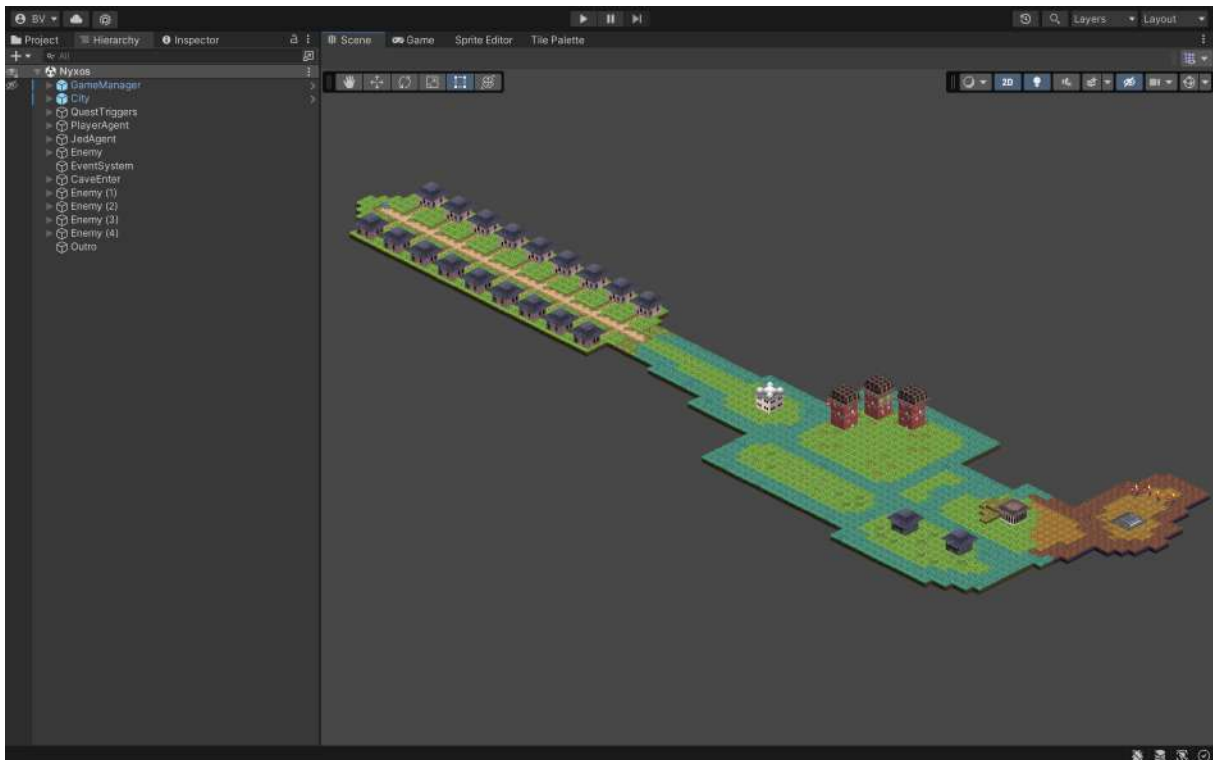 BV
Layers
Layout
Project
Hierarchy
Inspector
Scene
Game
Sprite Editor
Tile Palette
All
2D
Nyxos
GameManager
City
QuestTriggers
PlayerAgent
JedAgent
Enemy
EventSystem
CaveEnter
Enemy (1)
Enemy (2)
Enemy (3)
Enemy (4)
Outro